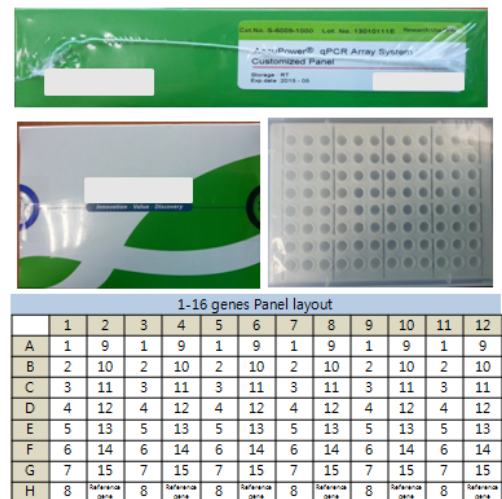 Cat.No. S-6008-1000 Lot. No. 13010111E Research Use Only
AccuPower® qPCR Array System
Customized Panel
Storage : RT
Exp date : 2015 - 05
Innovation Value Discovery
1-16 genes Panel layout
1 2 3 4 5 6 7 8 9 10 11 12
A 1 9 1 9 1 9 1 9 1 9 1 9
B 2 10 2 10 2 10 2 10 2 10 2 10
C 3 11 3 11 3 11 3 11 3 11 3 11
D 4 12 4 12 4 12 4 12 4 12 4 12
E 5 13 5 13 5 13 5 13 5 13 5 13
F 6 14 6 14 6 14 6 14 6 14 6 14
G 7 15 7 15 7 15 7 15 7 15 7 15
H 8 Reference gene 8 Reference gene 8 Reference gene 8 Reference gene 8 Reference gene 8 Reference gene